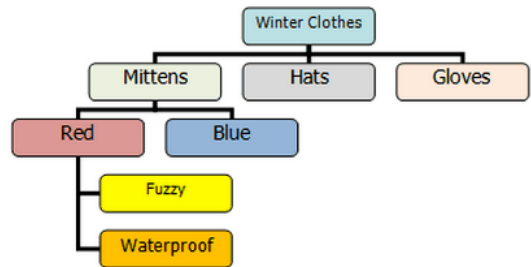 Winter Clothes
Mittens
Hats
Gloves
Red
Blue
Fuzzy
Waterproof